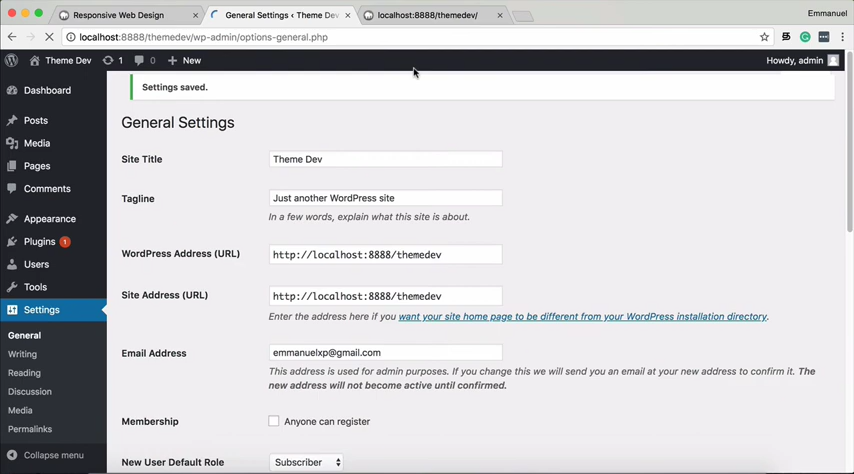 Responsive Web Design
General Settings ‹ Theme Dev
localhost:8888/themedev/
Emmanuel
localhost:8888/themedev/wp-admin/options-general.php
Theme Dev
1
0
New
Howdy, admin
Dashboard
Posts
Media
Pages
Comments
Appearance
Plugins 1
Users
Tools
Settings
General
Writing
Reading
Discussion
Media
Permalinks
Collapse menu
Settings saved.
General Settings
Site Title
Theme Dev
Tagline
Just another WordPress site
In a few words, explain what this site is about.
WordPress Address (URL)
http://localhost:8888/themedev
Site Address (URL)
http://localhost:8888/themedev
Enter the address here if you want your site home page to be different from your WordPress installation directory.
Email Address
emmanuelxp@gmail.com
This address is used for admin purposes. If you change this we will send you an email at your new address to confirm it. The
new address will not become active until confirmed.
Membership
Anyone can register
New User Default Role
Subscriber